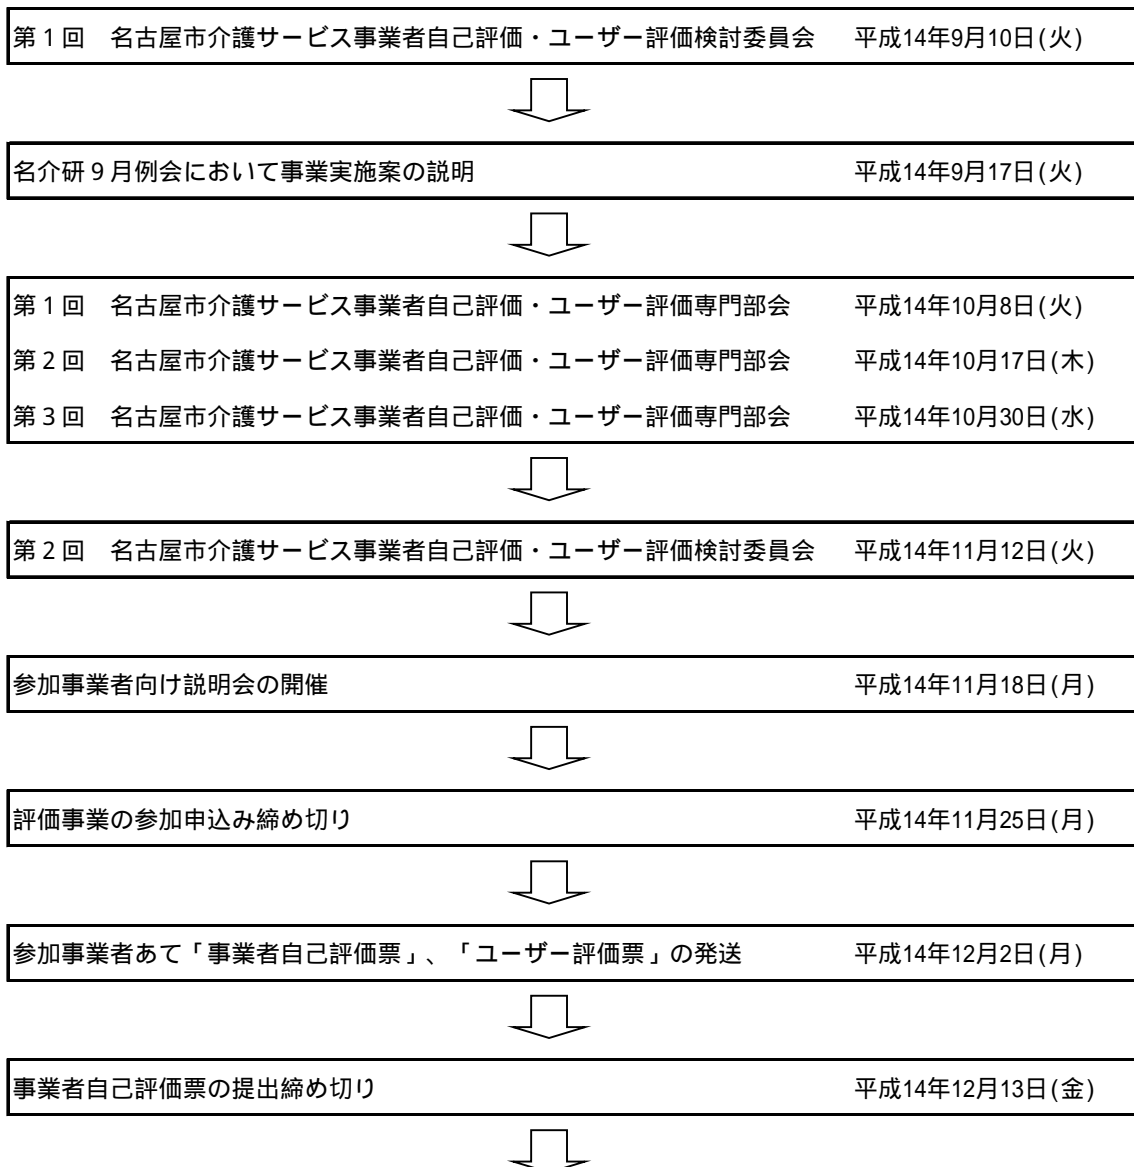 第１回　名古屋市介護サービス事業者自己評価・ユーザー評価検討委員会　平成14年9月10日(火)
名介研９月例会において事業実施案の説明　平成14年9月17日(火)
第１回　名古屋市介護サービス事業者自己評価・ユーザー評価専門部会　平成14年10月8日(火)
第２回　名古屋市介護サービス事業者自己評価・ユーザー評価専門部会　平成14年10月17日(木)
第３回　名古屋市介護サービス事業者自己評価・ユーザー評価専門部会　平成14年10月30日(水)
第２回　名古屋市介護サービス事業者自己評価・ユーザー評価検討委員会　平成14年11月12日(火)
参加事業者向け説明会の開催　平成14年11月18日(月)
評価事業の参加申込み締め切り　平成14年11月25日(月)
参加事業者あて「事業者自己評価票」、「ユーザー評価票」の発送　平成14年12月2日(月)
事業者自己評価票の提出締め切り　平成14年12月13日(金)